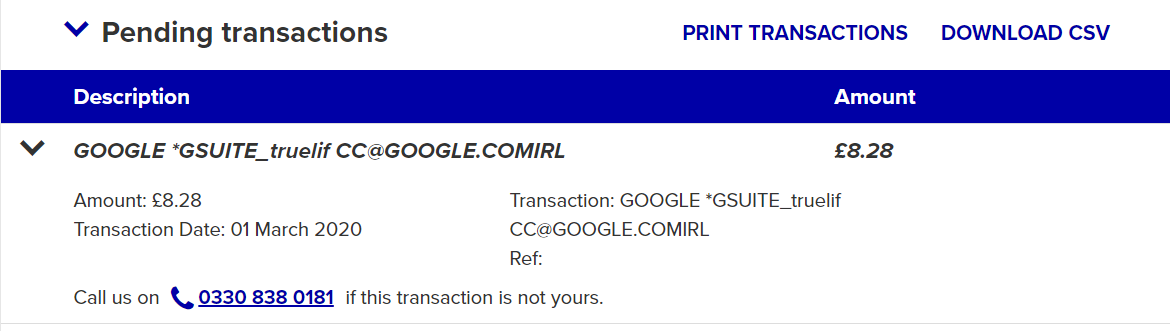 Pending transactions
PRINT TRANSACTIONS
DOWNLOAD CSV
Description
Amount
GOOGLE *GSUITE_truelif CC@GOOGLE.COMIRL
£8.28
Amount: £8.28
Transaction Date: 01 March 2020
Transaction: GOOGLE *GSUITE_truelif
CC@GOOGLE.COMIRL
Ref:
Call us on 0330 838 0181 if this transaction is not yours.